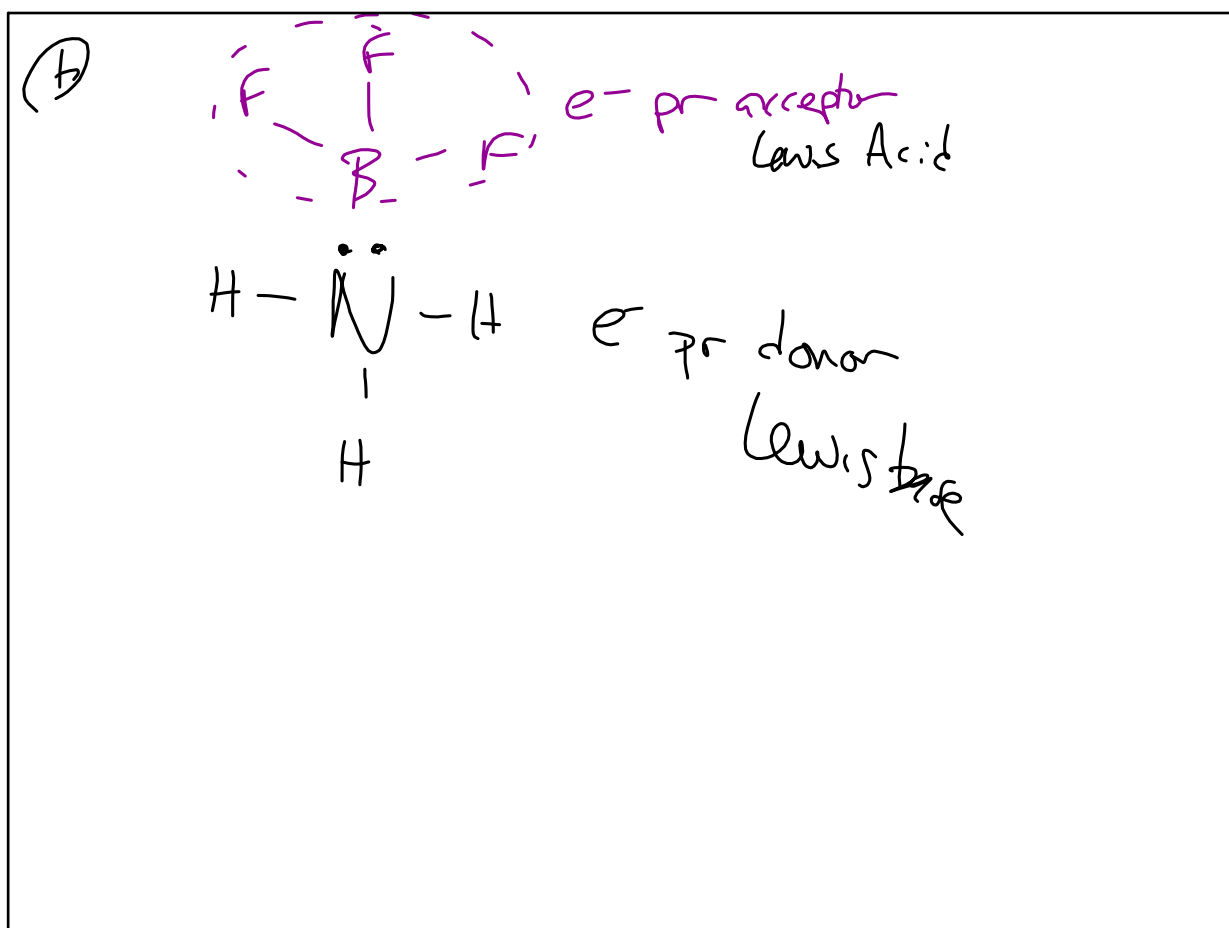 b
F
F
e⁻ pr acceptor
B – F
Lewis Acid
H – N – H
e⁻ pr donor
H
Lewis base